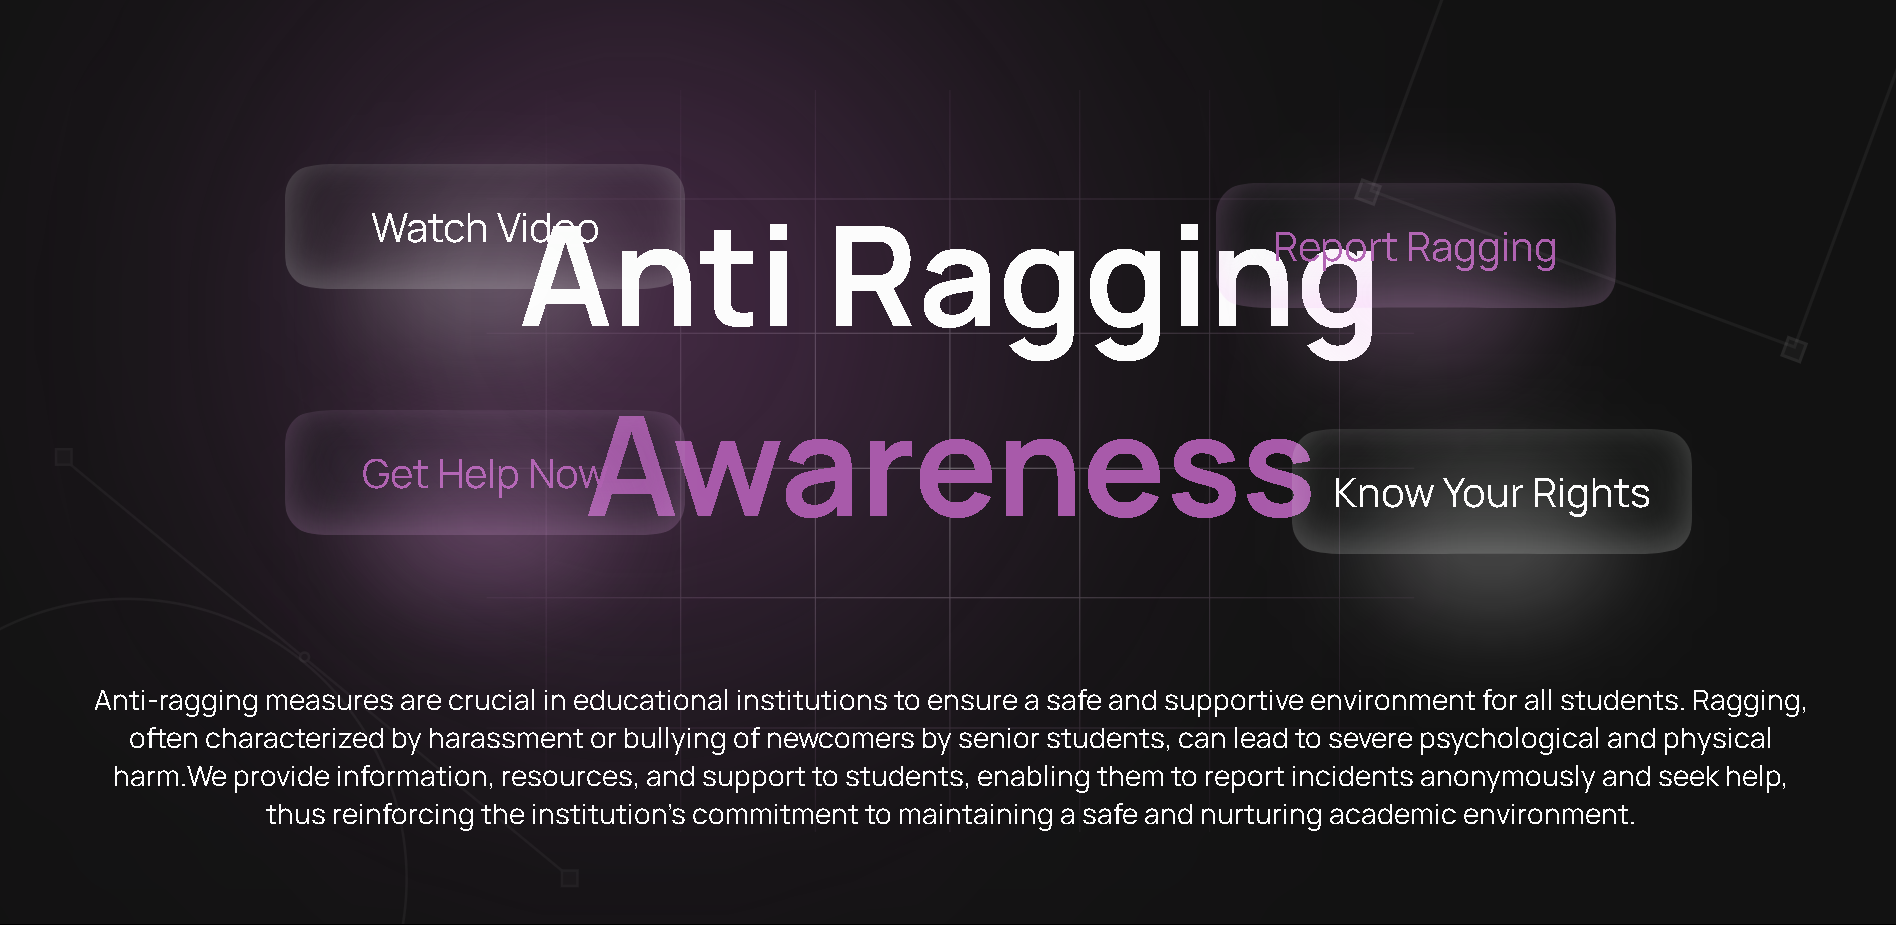 Watch Video
Report Ragging
Anti Ragging
Get Help Now
Awareness
Know Your Rights
Anti-ragging measures are crucial in educational institutions to ensure a safe and supportive environment for all students. Ragging,
often characterized by harassment or bullying of newcomers by senior students, can lead to severe psychological and physical
harm.We provide information, resources, and support to students, enabling them to report incidents anonymously and seek help,
thus reinforcing the institution's commitment to maintaining a safe and nurturing academic environment.